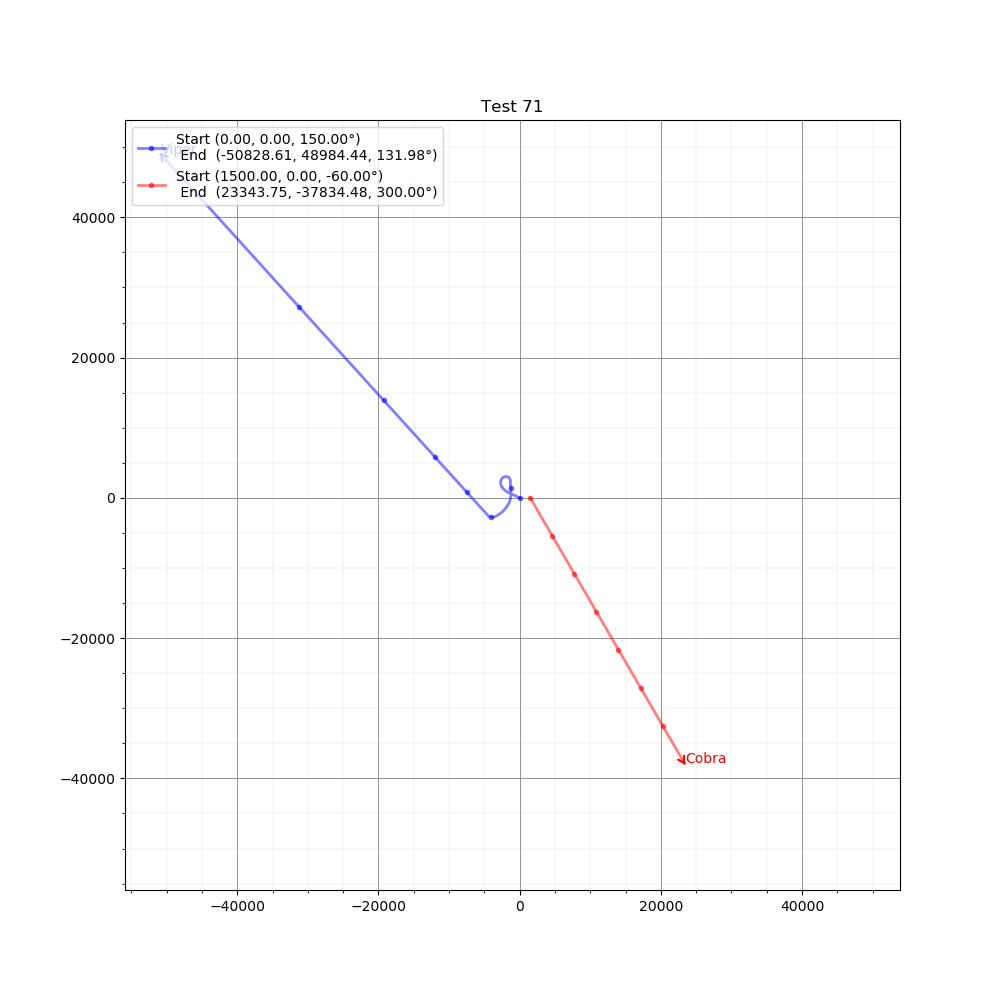 Test 71
Start (0.00, 0.00, 150.00°)
End  (-50828.61, 48984.44, 131.98°)
Start (1500.00, 0.00, -60.00°)
End  (23343.75, -37834.48, 300.00°)
Viper
40000
20000
0
−20000
−40000
Cobra
−40000
−20000
0
20000
40000